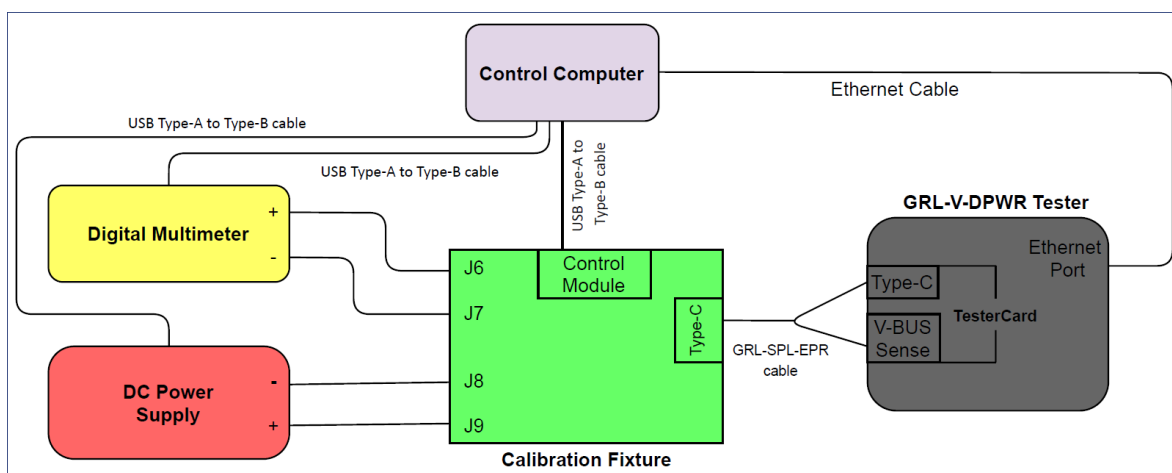 Control Computer
Ethernet Cable
USB Type-A to Type-B cable
USB Type-A to Type-B cable
USB Type-A to
Type-B cable
GRL-V-DPWR Tester
+
Digital Multimeter
-
J6
Control
Module
J7
Type-C
Ethernet
Port
Type-C
TesterCard
V-BUS
Sense
GRL-SPL-EPR
cable
DC Power
Supply
-
+
J8
J9
Calibration Fixture